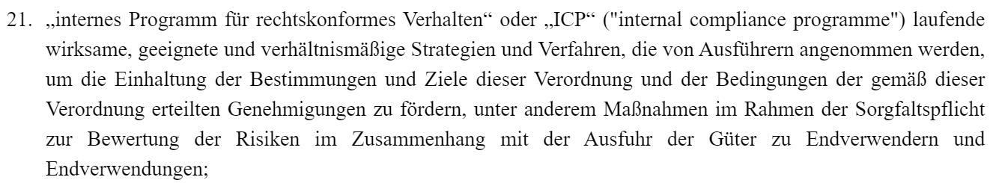 21. „internes Programm für rechtskonformes Verhalten“ oder „ICP“ ("internal compliance programme") laufende
wirksame, geeignete und verhältnismäßige Strategien und Verfahren, die von Ausführern angenommen werden,
um die Einhaltung der Bestimmungen und Ziele dieser Verordnung und der Bedingungen der gemäß dieser
Verordnung erteilten Genehmigungen zu fördern, unter anderem Maßnahmen im Rahmen der Sorgfaltspflicht
zur Bewertung der Risiken im Zusammenhang mit der Ausfuhr der Güter zu Endverwendern und
Endverwendungen;